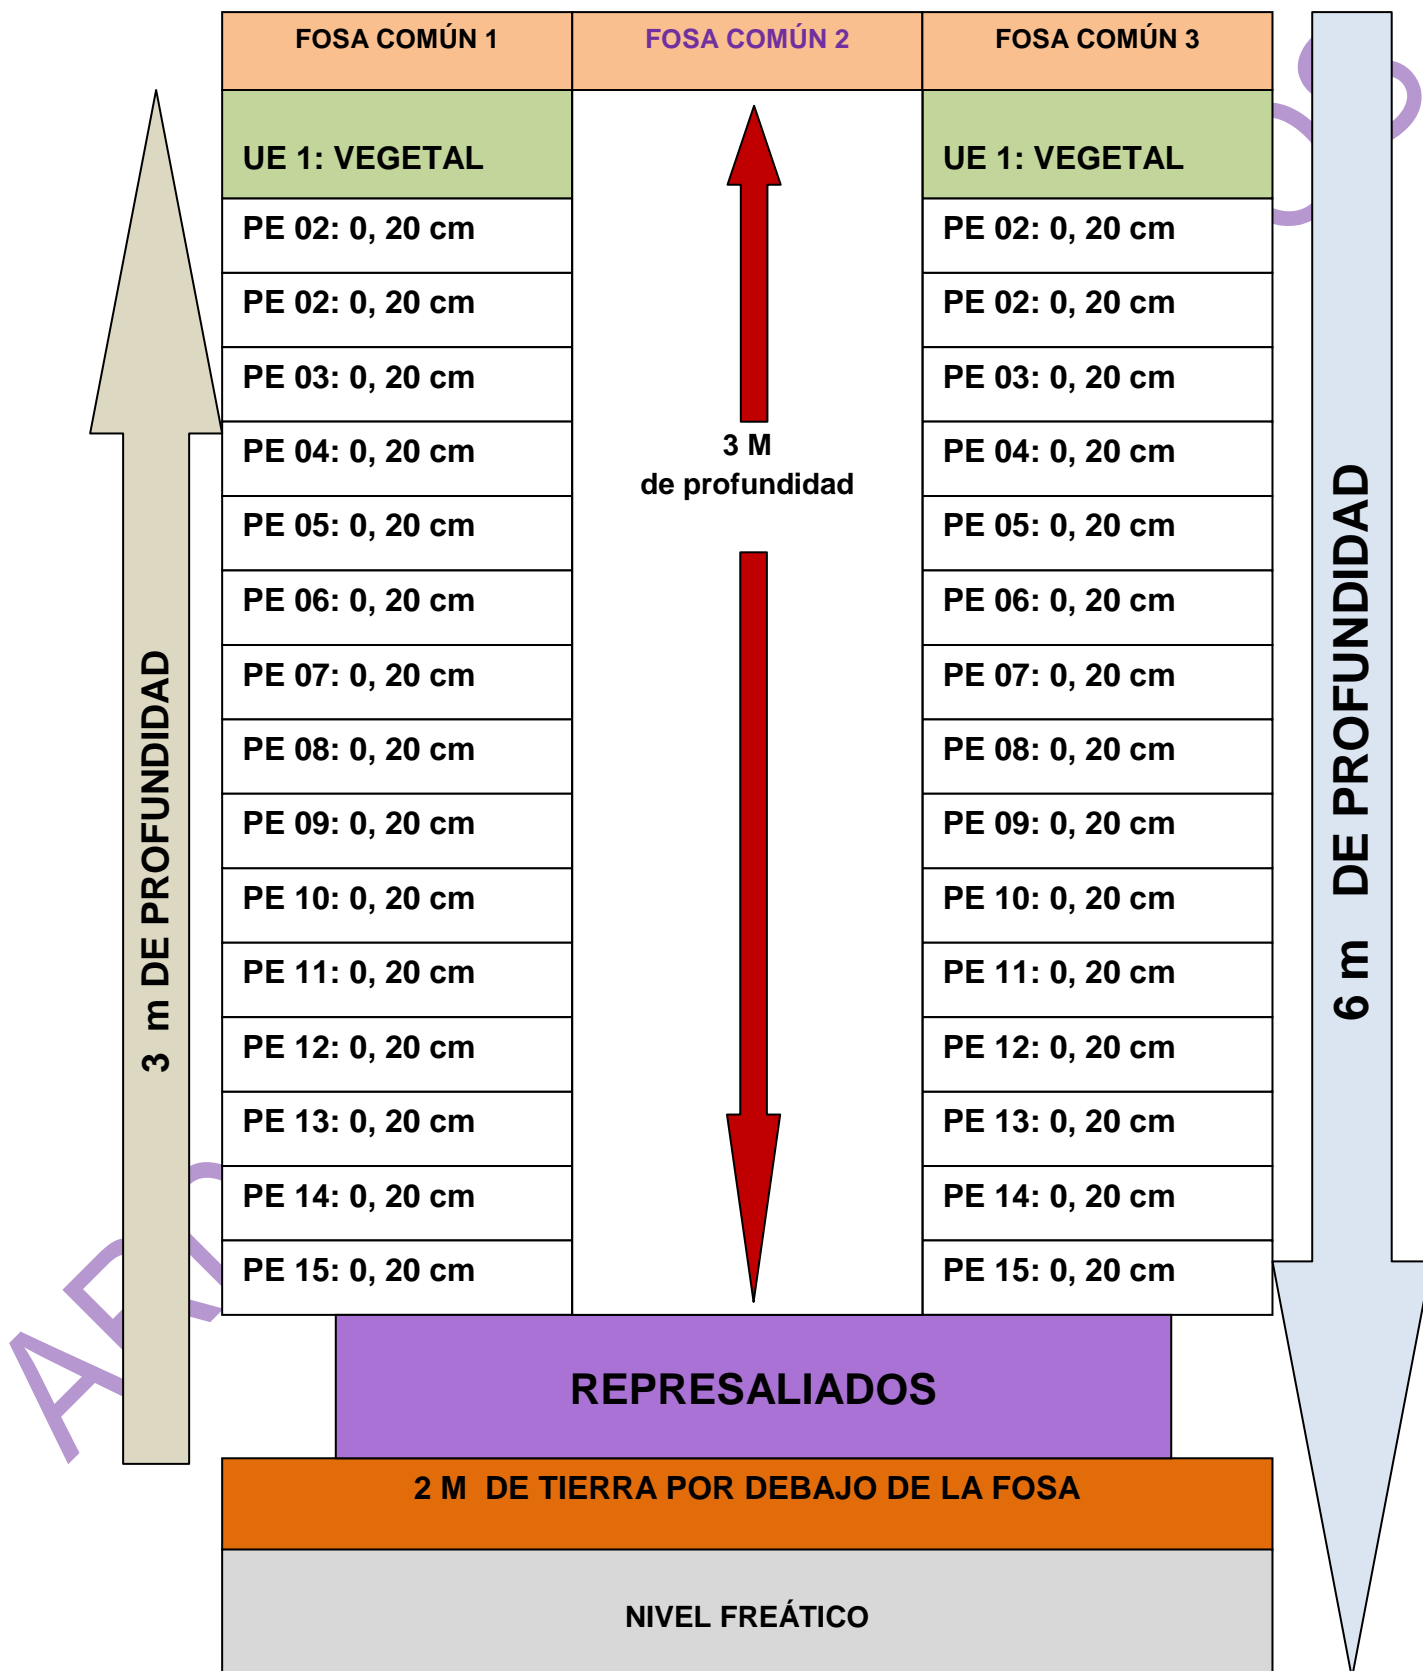 FOSA COMÚN 1 FOSA COMÚN 2 FOSA COMÚN 3
UE 1: VEGETAL UE 1: VEGETAL
PE 02: 0, 20 cm PE 02: 0, 20 cm
PE 02: 0, 20 cm PE 02: 0, 20 cm
PE 03: 0, 20 cm PE 03: 0, 20 cm
PE 04: 0, 20 cm 3 M PE 04: 0, 20 cm
de profundidad
PE 05: 0, 20 cm PE 05: 0, 20 cm
PE 06: 0, 20 cm PE 06: 0, 20 cm
PE 07: 0, 20 cm PE 07: 0, 20 cm
PE 08: 0, 20 cm PE 08: 0, 20 cm
PE 09: 0, 20 cm PE 09: 0, 20 cm
PE 10: 0, 20 cm PE 10: 0, 20 cm
PE 11: 0, 20 cm PE 11: 0, 20 cm
PE 12: 0, 20 cm PE 12: 0, 20 cm
PE 13: 0, 20 cm PE 13: 0, 20 cm
PE 14: 0, 20 cm PE 14: 0, 20 cm
PE 15: 0, 20 cm PE 15: 0, 20 cm
3 m DE PROFUNDIDAD
6 m DE PROFUNDIDAD
REPRESALIADOS
2 M DE TIERRA POR DEBAJO DE LA FOSA
NIVEL FREÁTICO